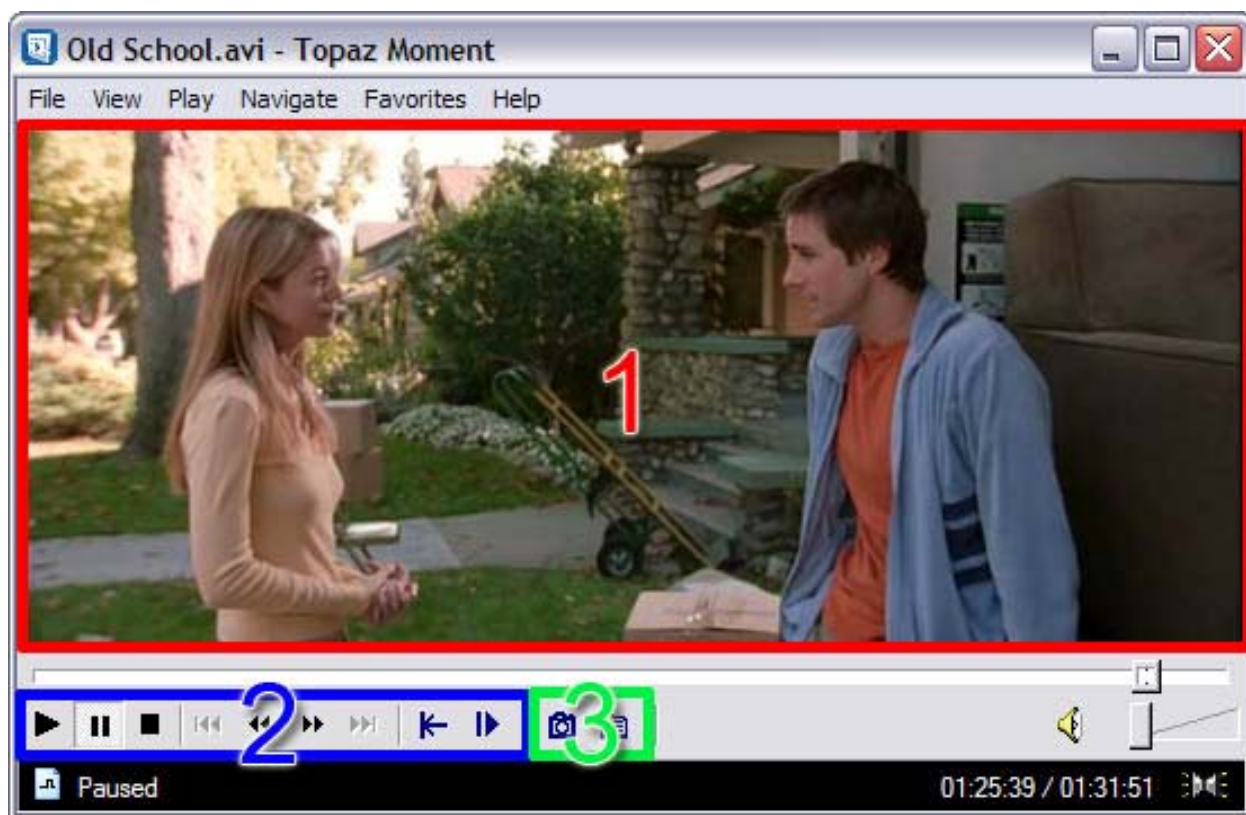 Old School.avi - Topaz Moment
File View Play Navigate Favorites Help
1
2
3
Paused 01:25:39 / 01:31:51